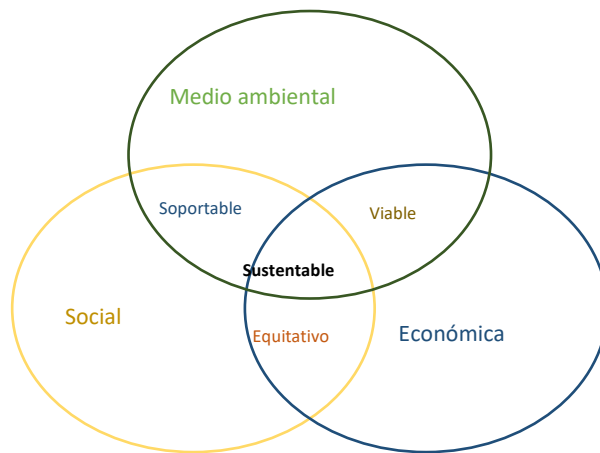 Medio ambiental
Soportable
Viable
Sustentable
Social
Equitativo
Económica